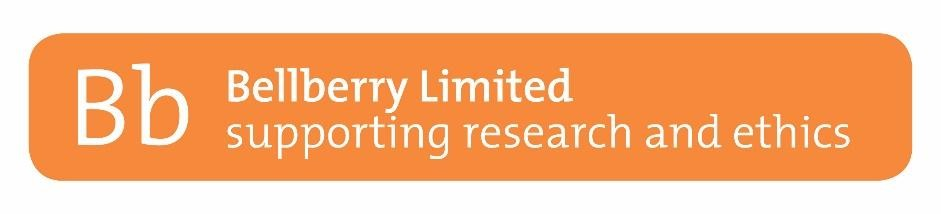 Bb
Bellberry Limited
supporting research and ethics